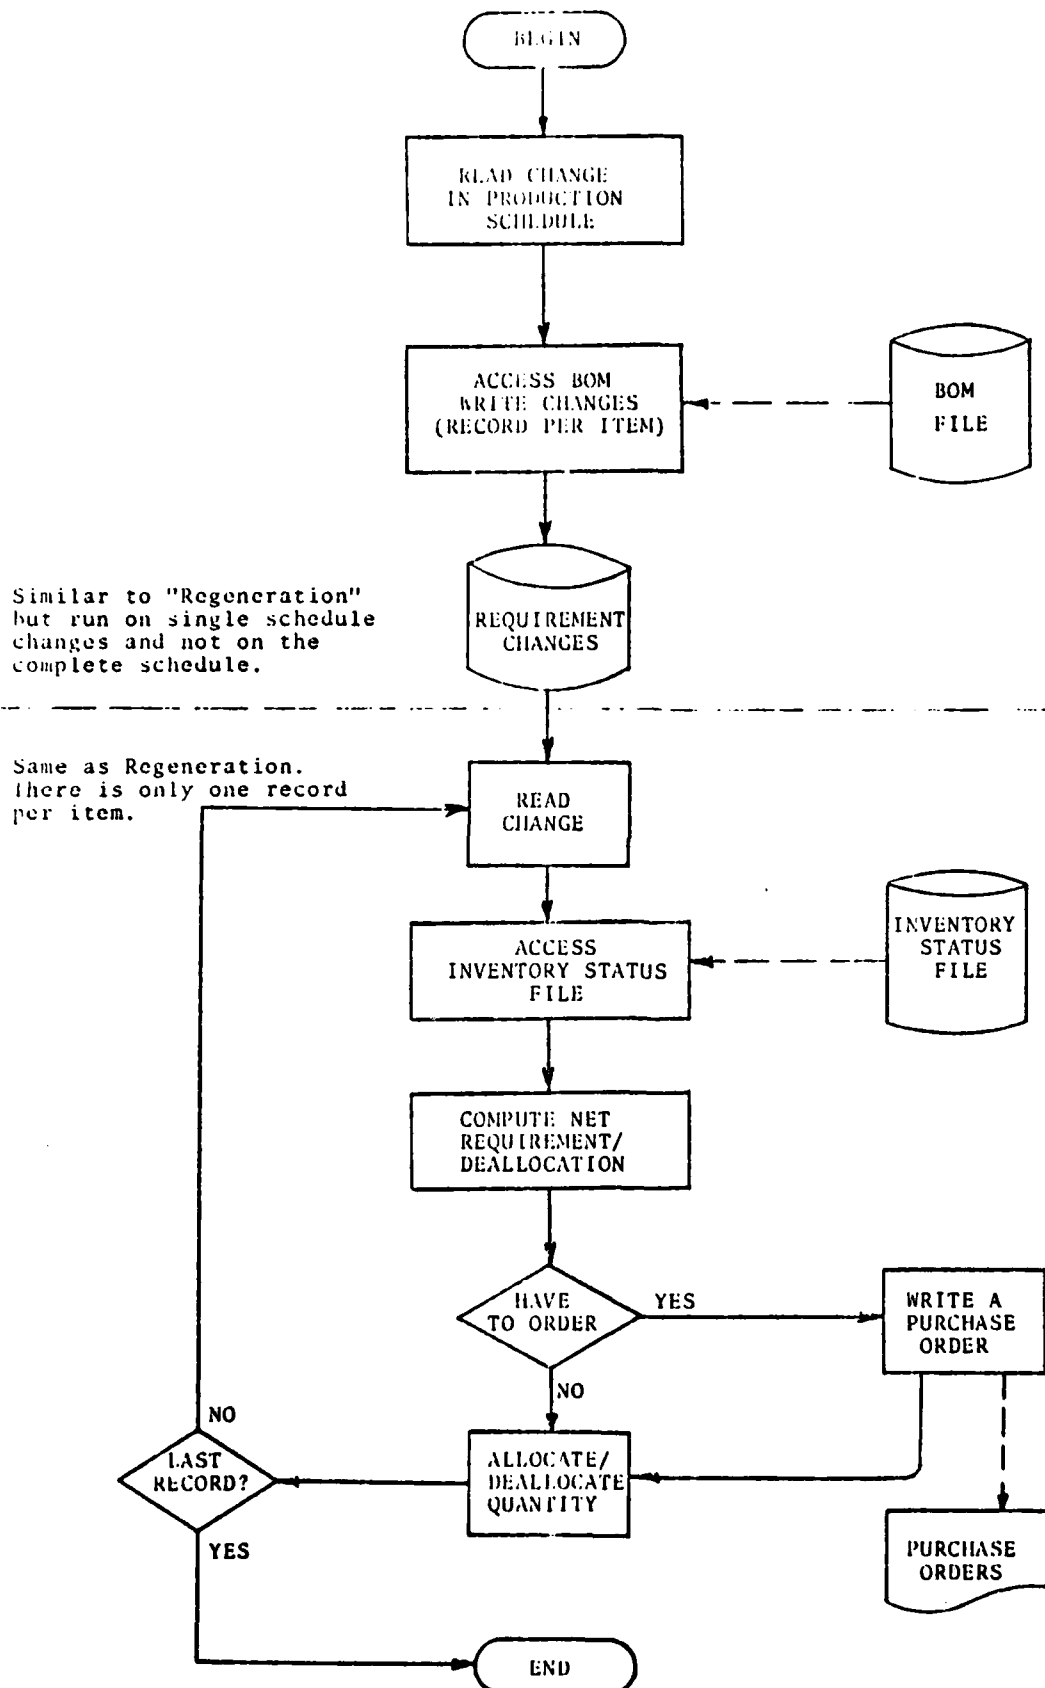 BEGIN
READ CHANGE
IN PRODUCTION
SCHEDULE
ACCESS BOM
WRITE CHANGES
(RECORD PER ITEM)
BOM
FILE
REQUIREMENT
CHANGES
Similar to "Regeneration"
but run on single schedule
changes and not on the
complete schedule.
Same as Regeneration.
There is only one record
per item.
READ
CHANGE
ACCESS
INVENTORY STATUS
FILE
INVENTORY
STATUS
FILE
COMPUTE NET
REQUIREMENT/
DEALLOCATION
HAVE
TO ORDER
YES
WRITE A
PURCHASE
ORDER
NO
NO
LAST
RECORD?
ALLOCATE/
DEALLOCATE
QUANTITY
YES
PURCHASE
ORDERS
END